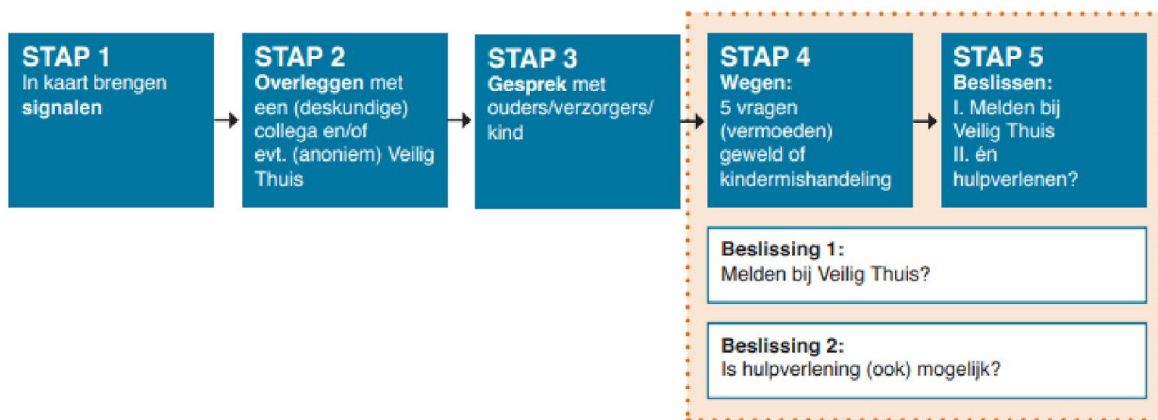 STAP 1
In kaart brengen
signalen
STAP 2
Overleggen met
een (deskundige)
collega en/of
evt. (anoniem) Veilig
Thuis
STAP 3
Gesprek met
ouders/verzorgers/
kind
STAP 4
Wegen:
5 vragen
(vermoeden)
geweld of
kindermishandeling
STAP 5
Beslissen:
I. Melden bij
Veilig Thuis
II. én
hulpverlenen?
Beslissing 1:
Melden bij Veilig Thuis?
Beslissing 2:
Is hulpverlening (ook) mogelijk?